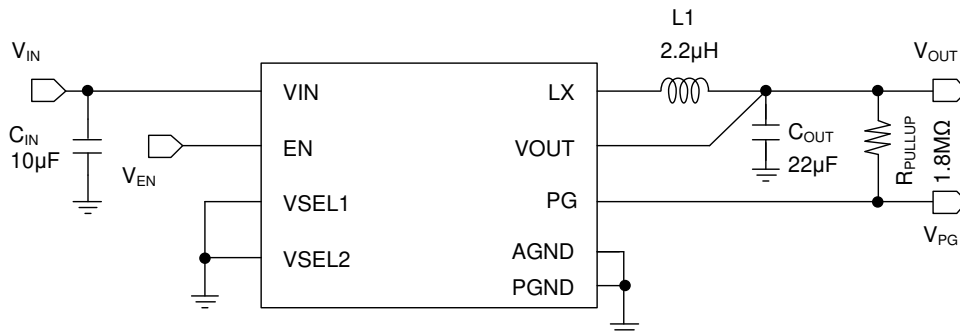 L1
2.2µH
VIN
VOUT
CIN
10µF
VEN
VIN
EN
VSEL1
VSEL2
LX
VOUT
PG
AGND
PGND
COUT
22µF
RPULLUP
1.8MΩ
VPG